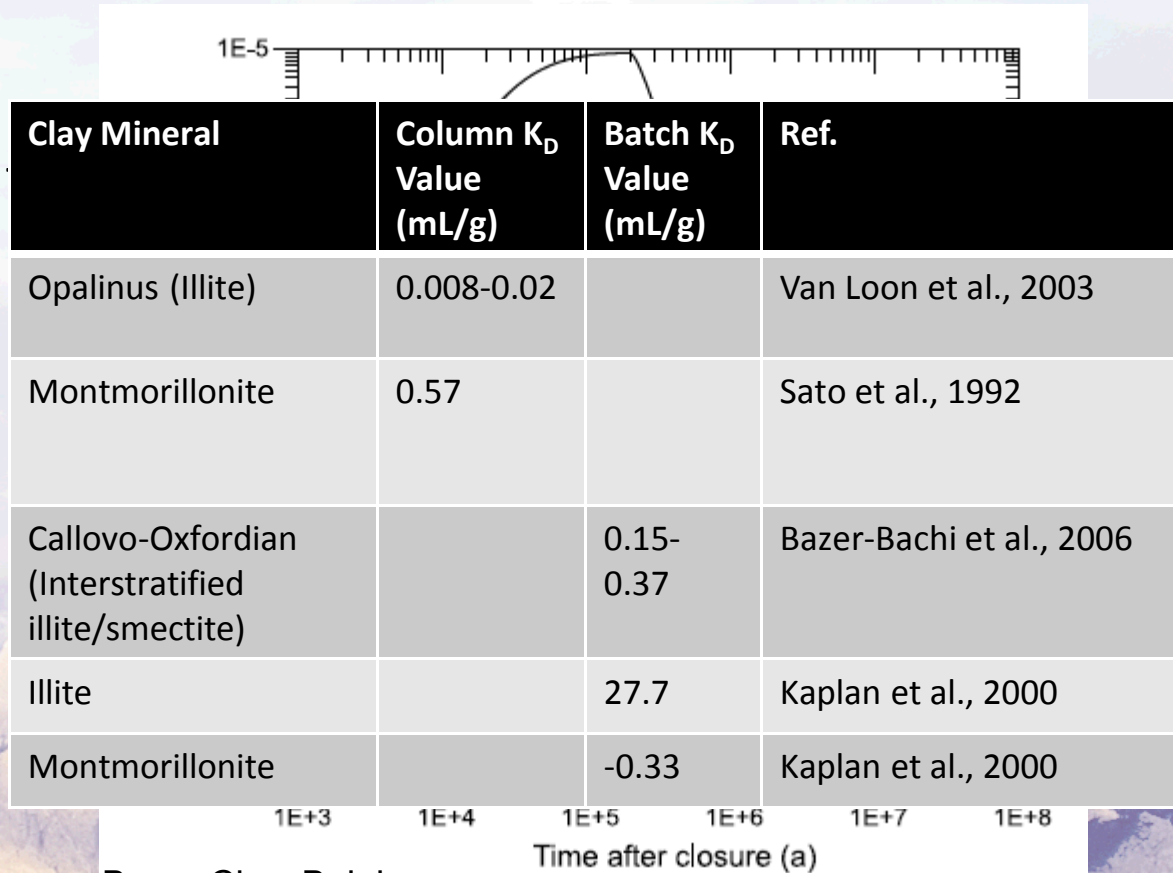 1E-5
Clay Mineral
Column KD Value (mL/g)
Batch KD Value (mL/g)
Ref.
Opalinus (Illite)
0.008-0.02
Van Loon et al., 2003
Montmorillonite
0.57
Sato et al., 1992
Callovo-Oxfordian
(Interstratified
illite/smectite)
0.15-
0.37
Bazer-Bachi et al., 2006
Illite
27.7
Kaplan et al., 2000
Montmorillonite
-0.33
Kaplan et al., 2000
1E+3 1E+4 1E+5 1E+6 1E+7 1E+8
Time after closure (a)